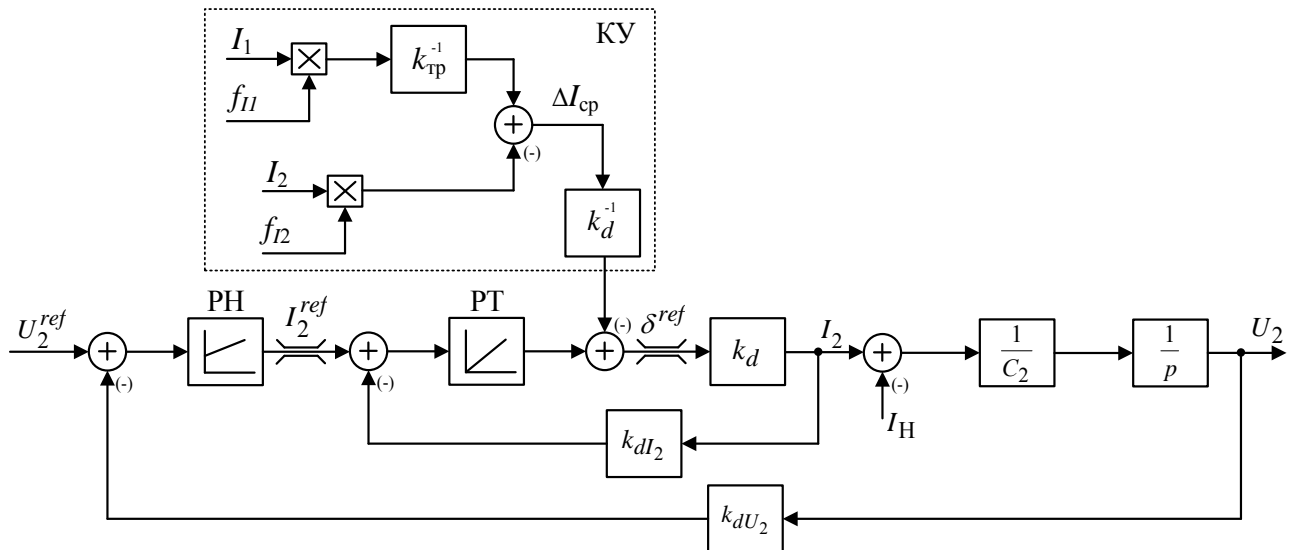 КУ
I₁
k_тр⁻¹
f_I1
ΔI_ср
+
(-)
I₂
f_I2
k_d⁻¹
РН
РТ
U₂^ref
+
(-)
I₂^ref
+
(-)
(-)
+
δ^ref
k_d
I₂
+
(-)
I_Н
1/C₂
1/p
U₂
k_dI₂
k_dU₂